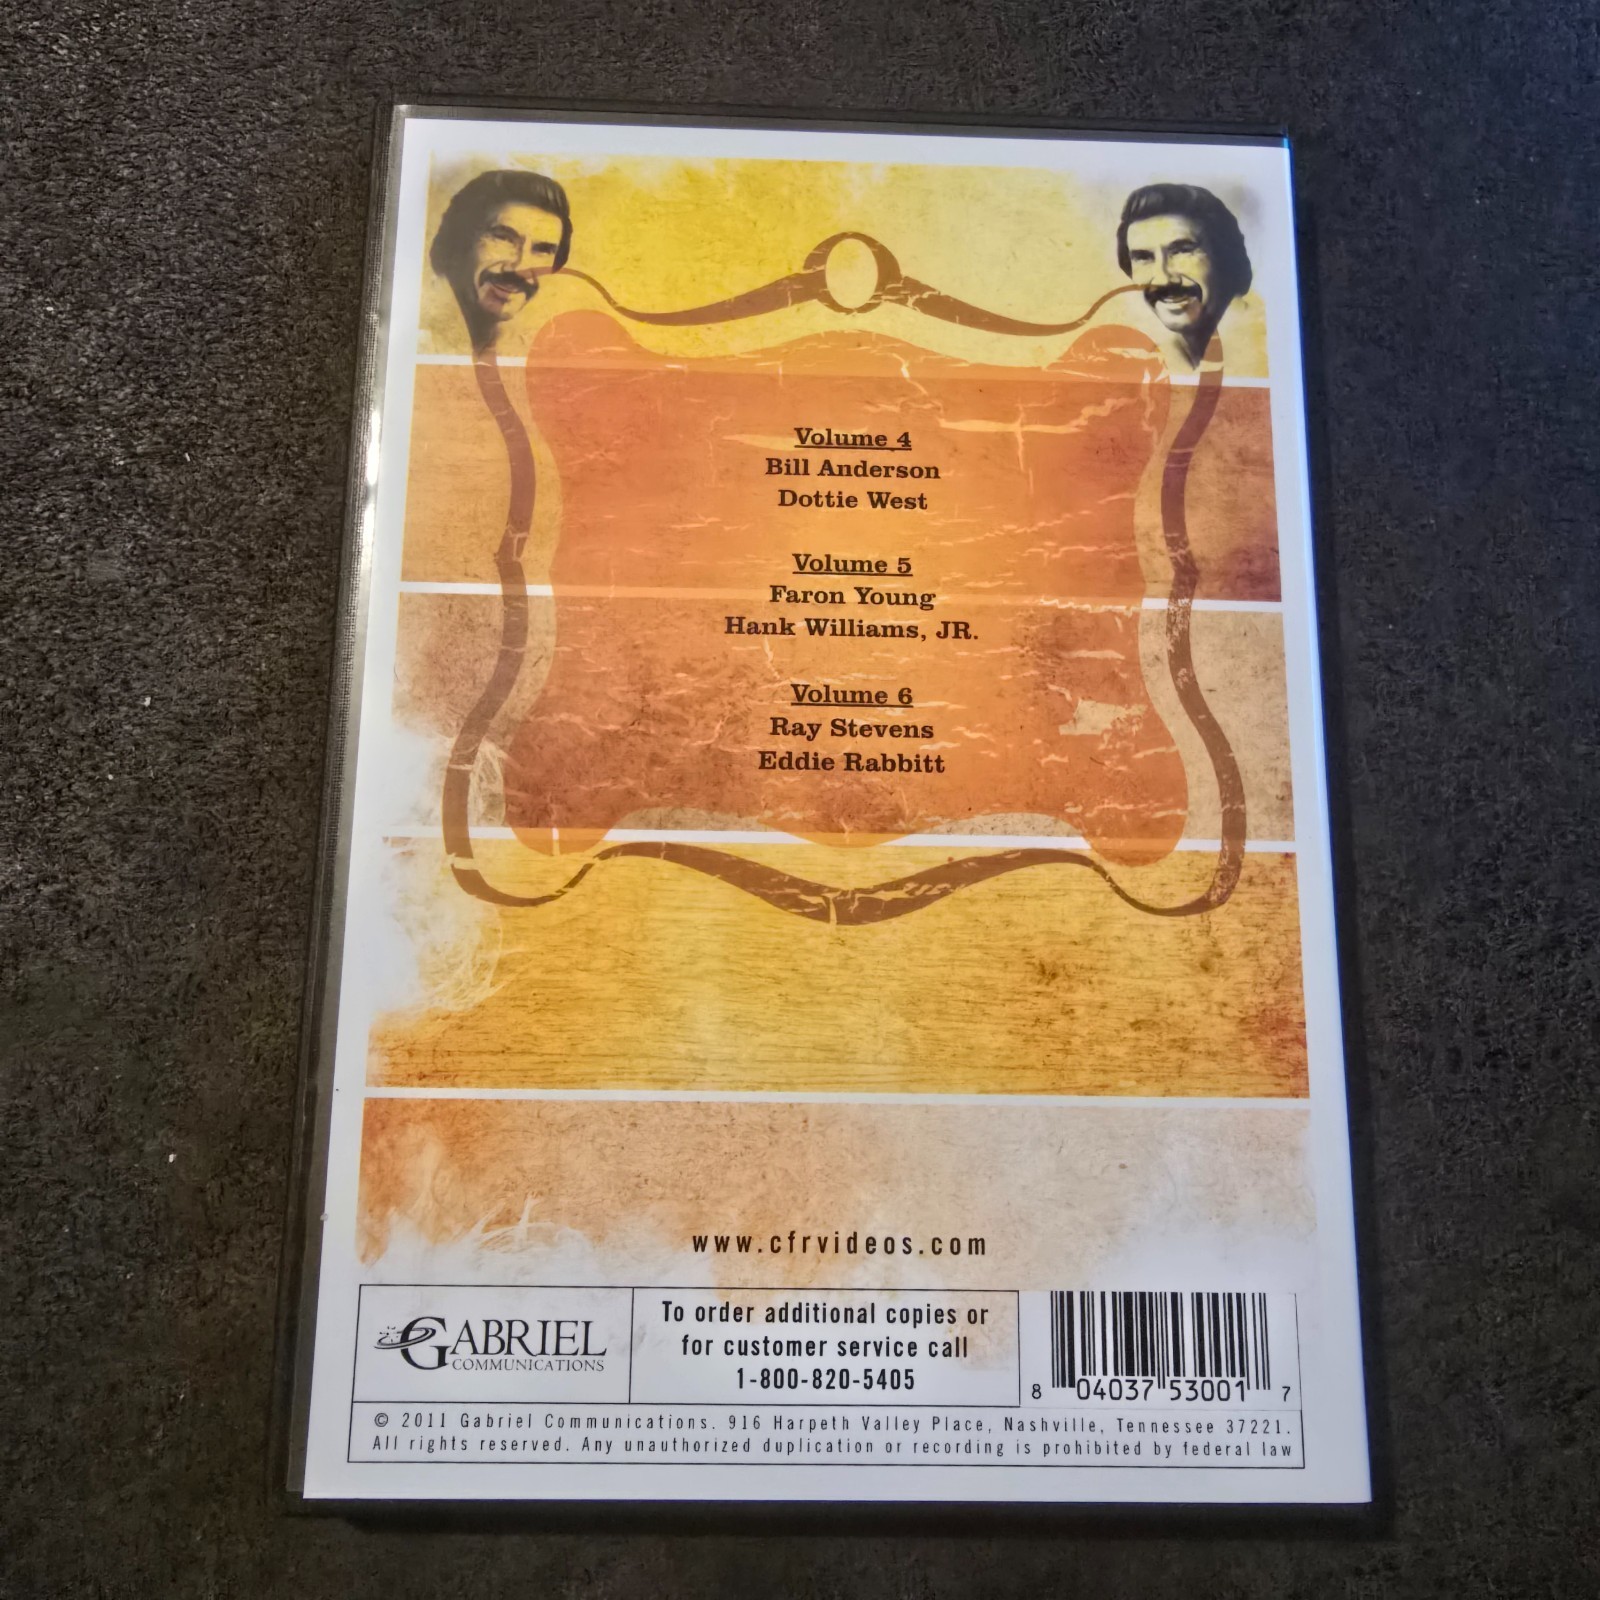 Volume 4
Bill Anderson
Dottie West
Volume 5
Faron Young
Hank Williams, JR.
Volume 6
Ray Stevens
Eddie Rabbitt
www.cfrvideos.com
GABRIEL
COMMUNICATIONS
To order additional copies or
for customer service call
1-800-820-5405
8 04037 53001 7
© 2011 Gabriel Communications. 916 Harpeth Valley Place, Nashville, Tennessee 37221.
All rights reserved. Any unauthorized duplication or recording is prohibited by federal law